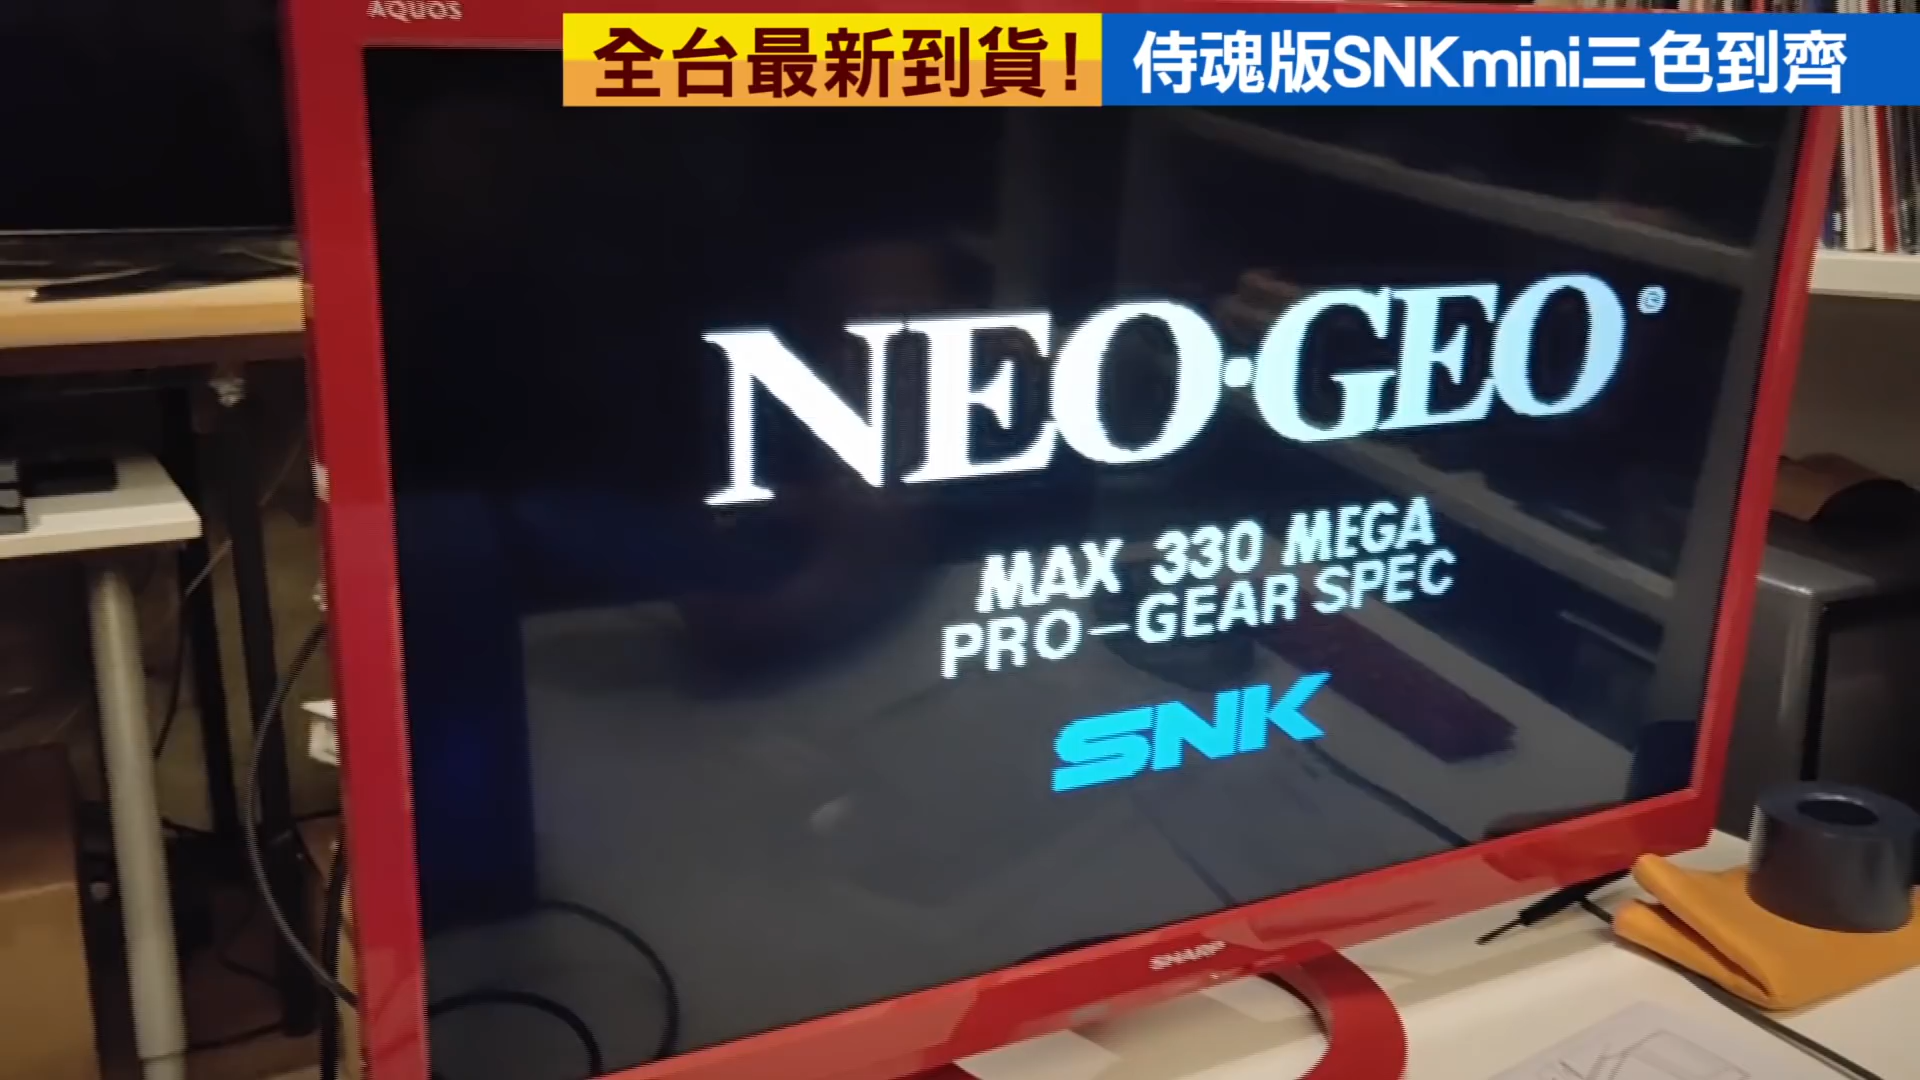 AQUOS
全台最新到貨!
侍魂版SNKmini三色到齊
NEO·GEO®
MAX 330 MEGA
PRO-GEAR SPEC
SNK
SHARP